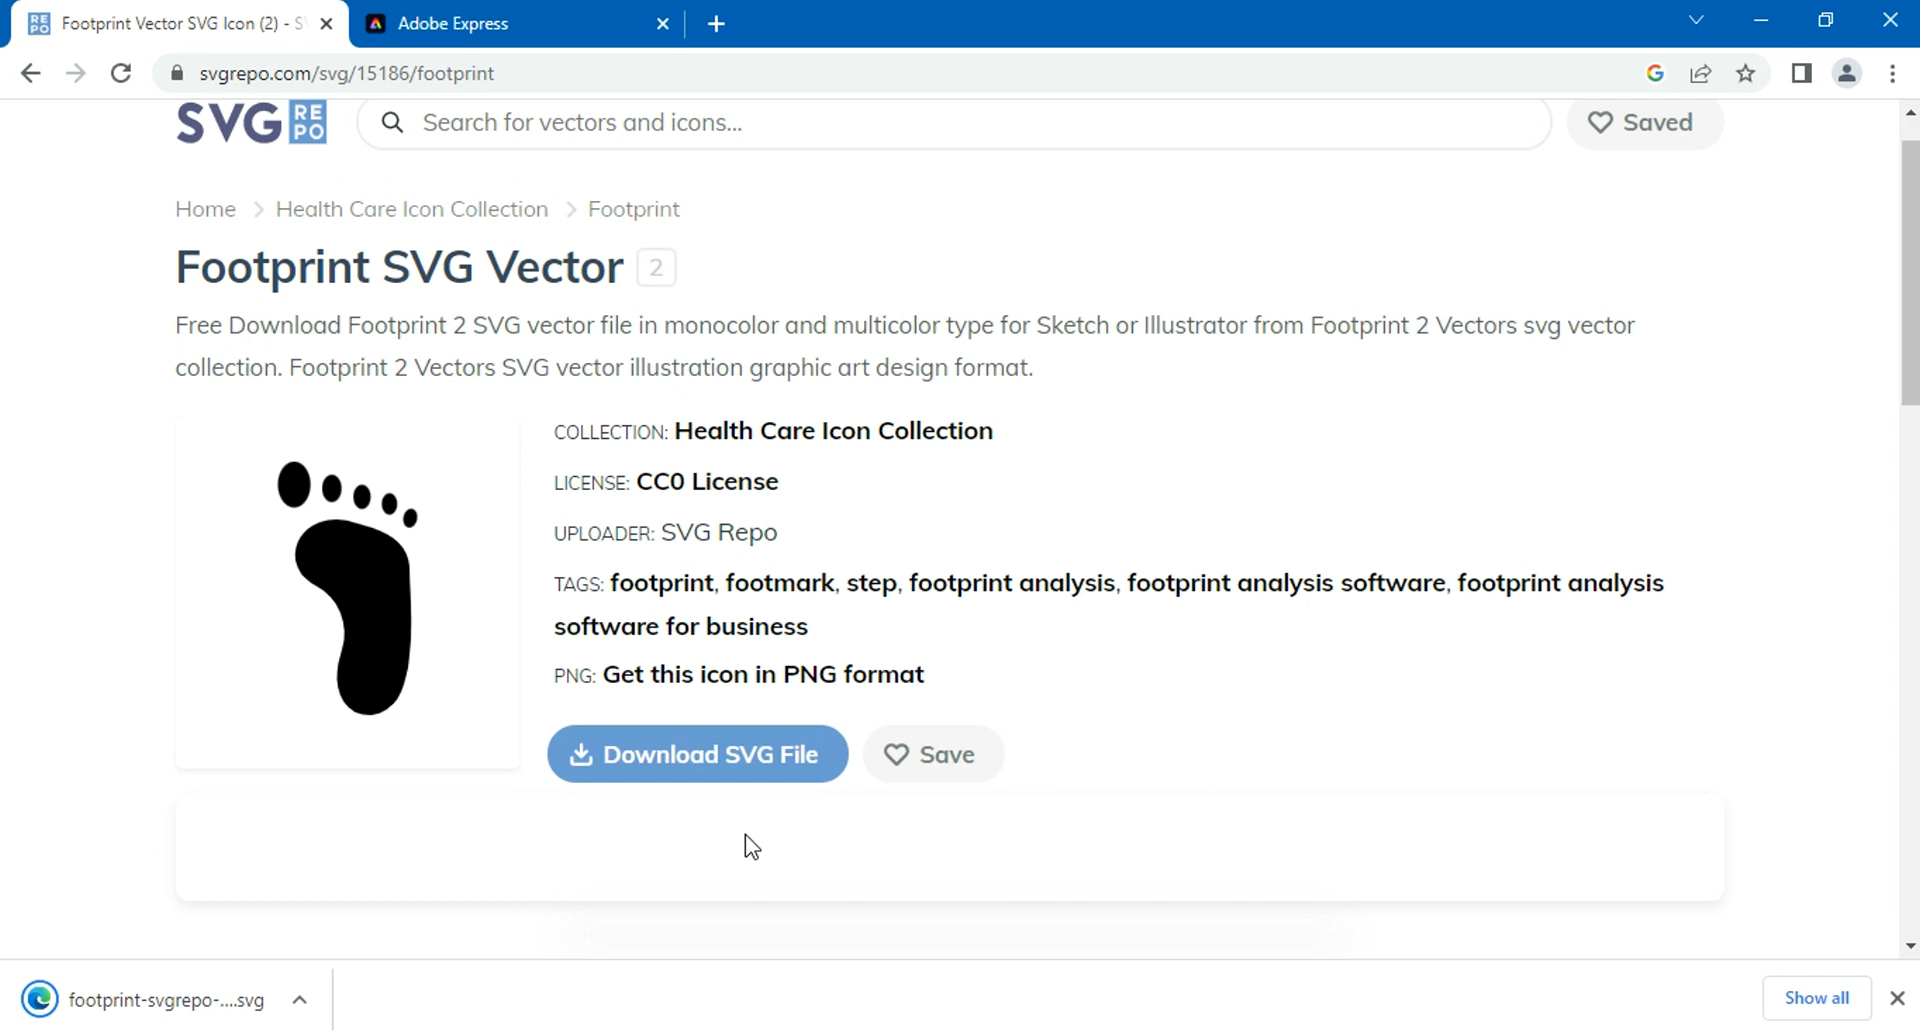 Footprint Vector SVG Icon (2) - S
Adobe Express
svgrepo.com/svg/15186/footprint
SVG RE PO
Search for vectors and icons...
Saved
Home > Health Care Icon Collection > Footprint
Footprint SVG Vector 2
Free Download Footprint 2 SVG vector file in monocolor and multicolor type for Sketch or Illustrator from Footprint 2 Vectors svg vector
collection. Footprint 2 Vectors SVG vector illustration graphic art design format.
COLLECTION: Health Care Icon Collection
LICENSE: CC0 License
UPLOADER: SVG Repo
TAGS: footprint, footmark, step, footprint analysis, footprint analysis software, footprint analysis
software for business
PNG: Get this icon in PNG format
Download SVG File
Save
footprint-svgrepo-....svg
Show all